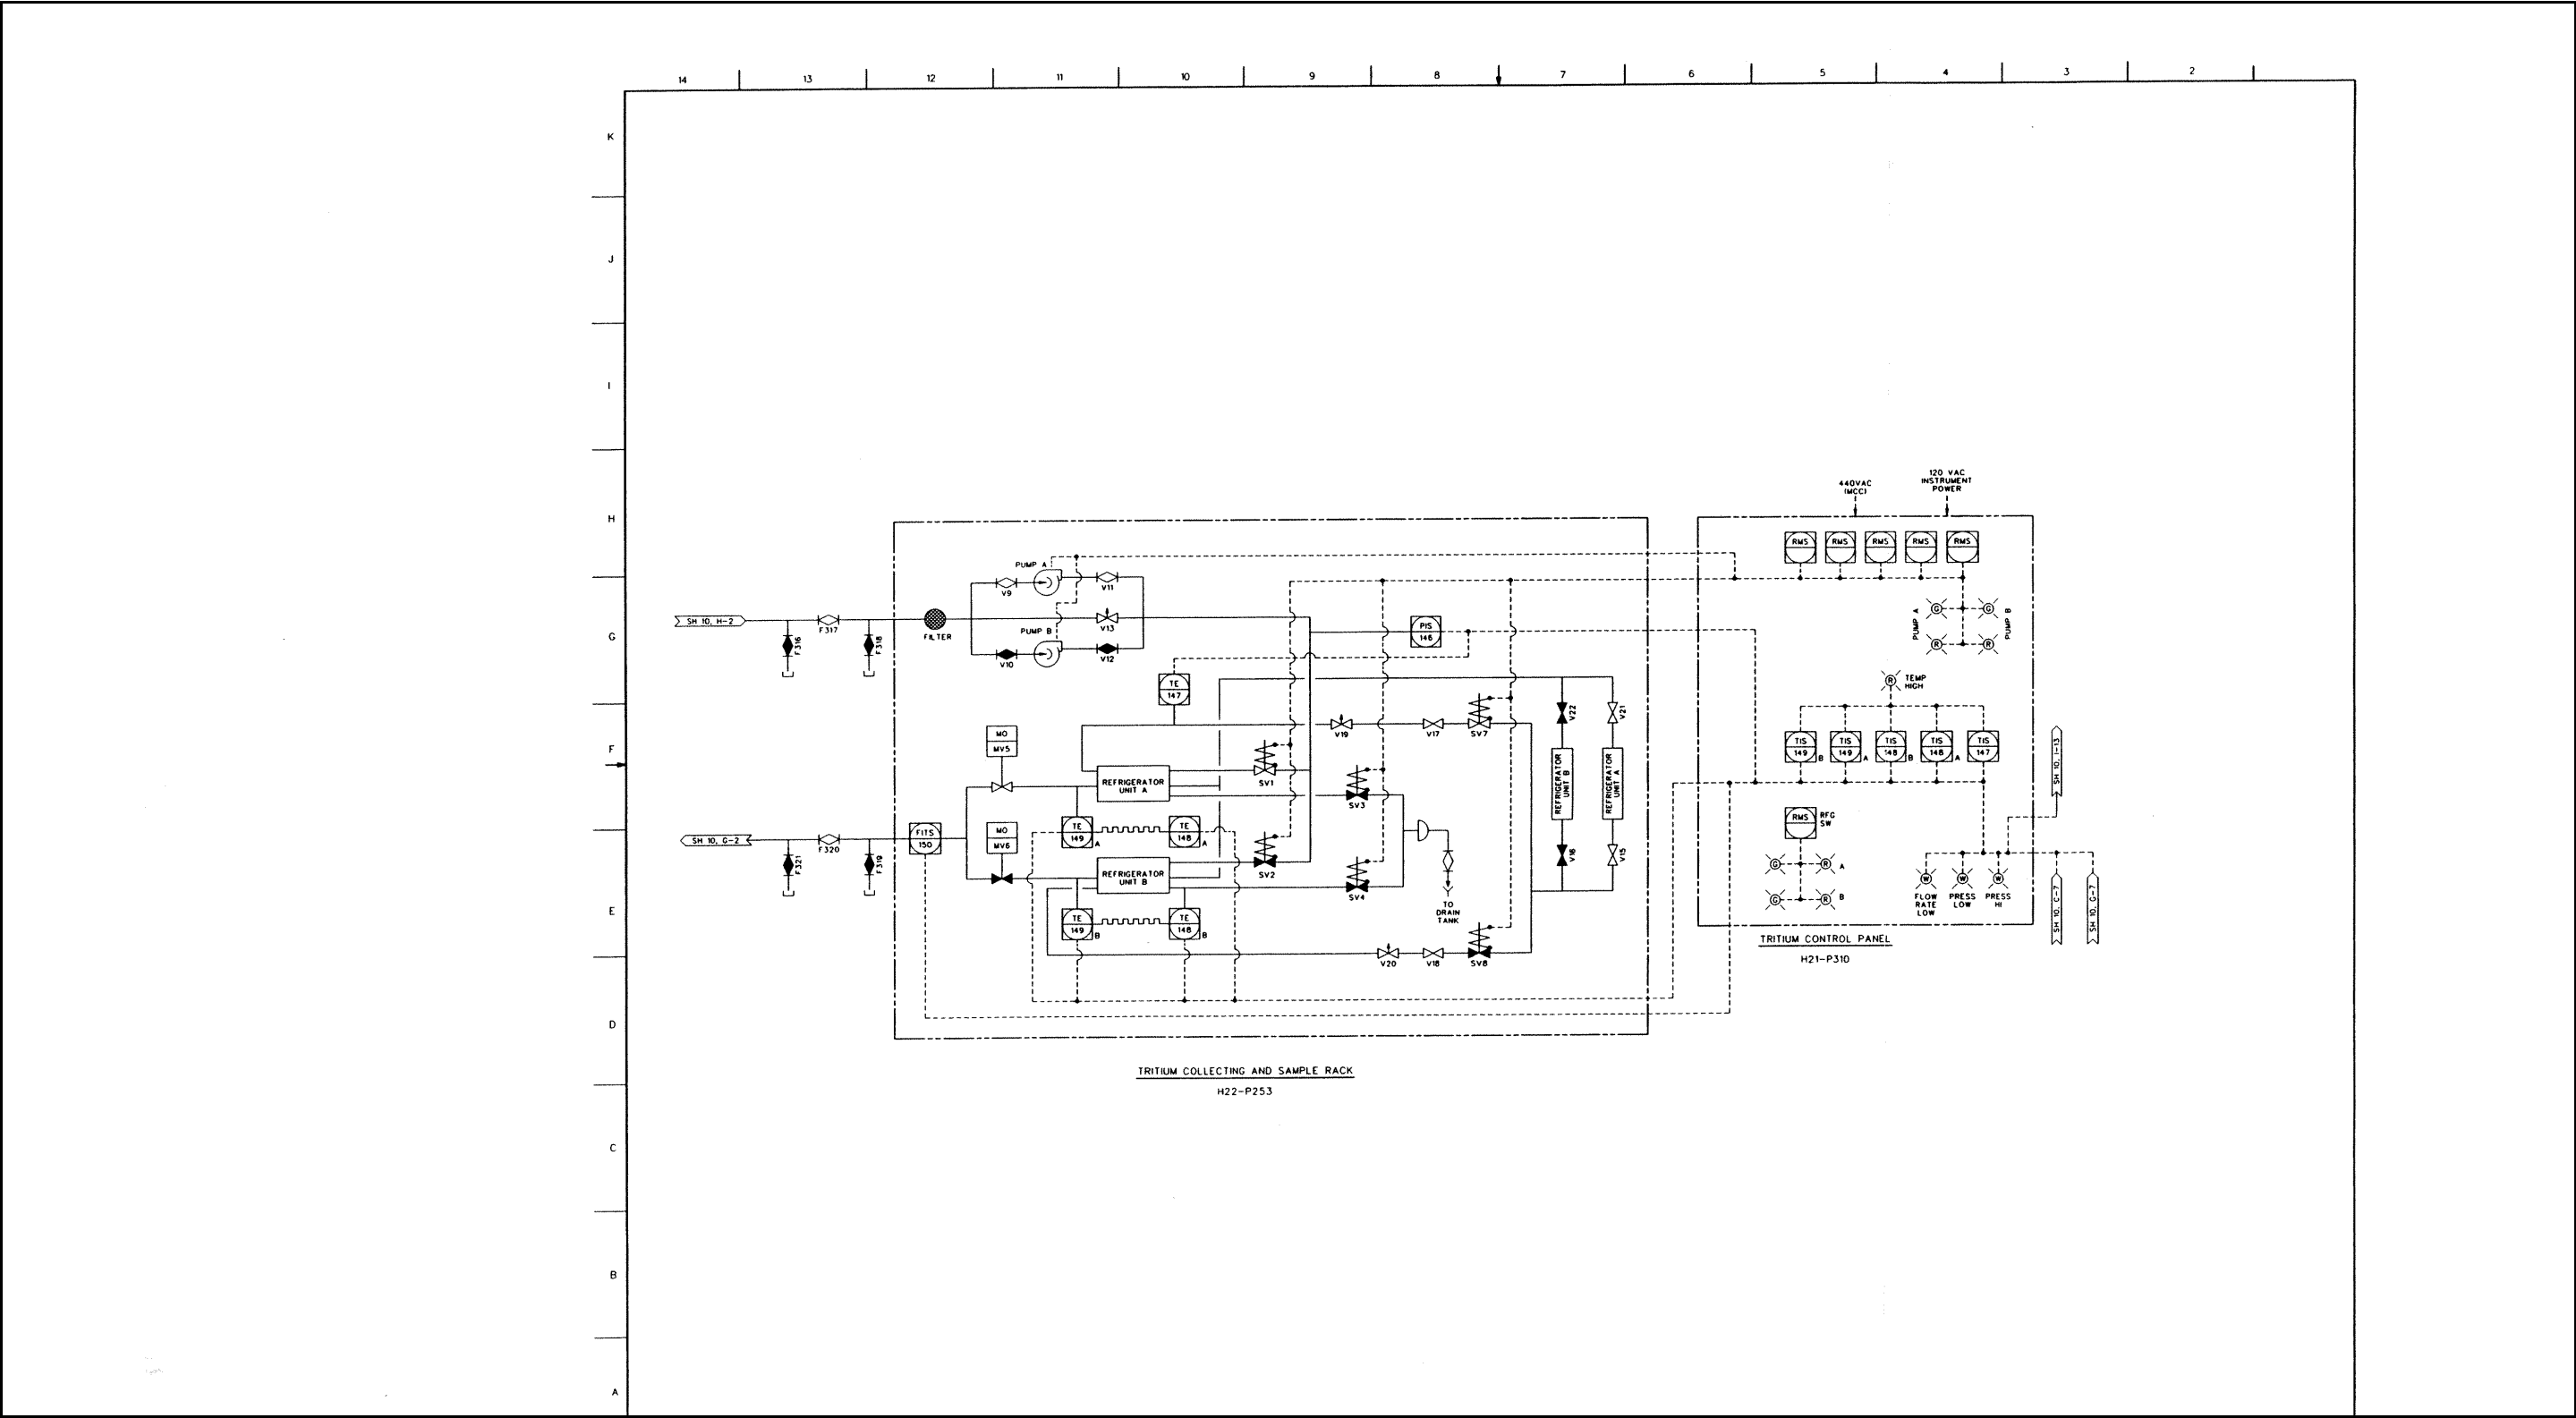 14 13 12 11 10 9 8 7 6 5 4 3 2
K
J
I
H
G
F
E
D
C
B
A
440VAC
(MCC)
120 VAC
INSTRUMENT
POWER
RMS RMS RMS RMS RMS
PUMP A
V9
V11
SH 10, H-2
F316
F317
F318
FILTER
V13
PUMP B
V10
V12
PIS
146
G G
R R
PUMP A
PUMP B
TE
147
R
TEMP
HIGH
V19
V17
SV7
V22
V21
MO
MV5
REFRIGERATOR
UNIT A
SV1
SV3
REFRIGERATOR
UNIT B
REFRIGERATOR
UNIT A
TIS
149
B
TIS
149
A
TIS
148
B
TIS
148
A
TIS
147
SH 10, I-13
SH 10, G-2
F321
F320
F319
FITS
150
MO
MV6
TE
149
A
TE
148
A
REFRIGERATOR
UNIT B
SV2
SV4
V16
V15
TE
149
B
TE
148
B
TO
DRAIN
TANK
V20
V18
SV8
RMS
RFG
SW
G R A
G R B
W W W
FLOW
RATE
LOW
PRESS
LOW
PRESS
HI
SH 10, C-7
SH 10, G-7
TRITIUM CONTROL PANEL
H21-P310
TRITIUM COLLECTING AND SAMPLE RACK
H22-P253